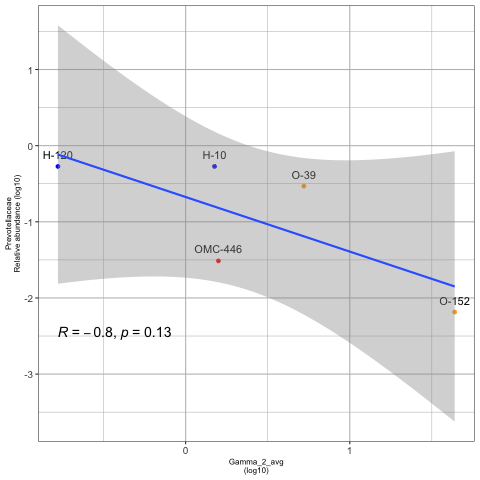 1
0
-1
-2
-3
Prevotellaceae
Relative abundance (log10)
H-120
H-10
O-39
OMC-446
O-152
R = −0.8, p = 0.13
0
1
Gamma_2_avg
(log10)